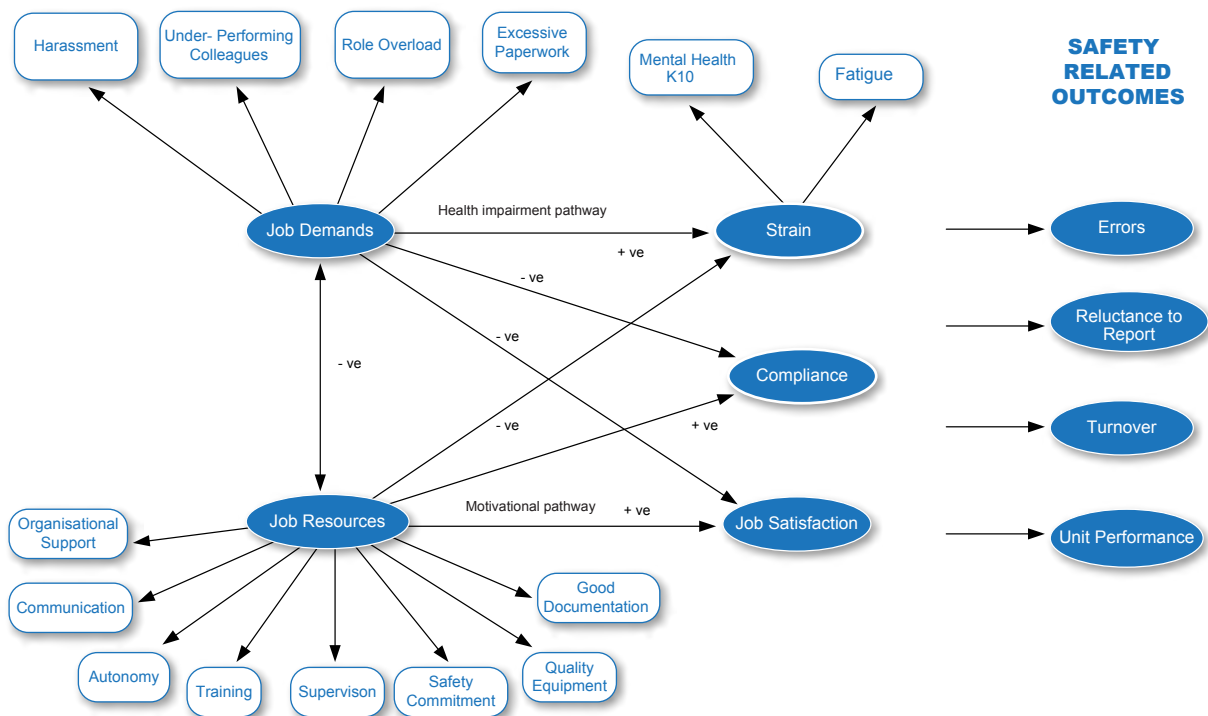 Harassment
Under- Performing
Colleagues
Role Overload
Excessive
Paperwork
Mental Health
K10
Fatigue
SAFETY
RELATED
OUTCOMES
Job Demands
Health impairment pathway
+ ve
Strain
Errors
- ve
- ve
Reluctance to
Report
- ve
Compliance
- ve
+ ve
Turnover
Job Resources
Motivational pathway
+ ve
Job Satisfaction
Unit Performance
Organisational
Support
Communication
Autonomy
Training
Supervison
Safety
Commitment
Quality
Equipment
Good
Documentation